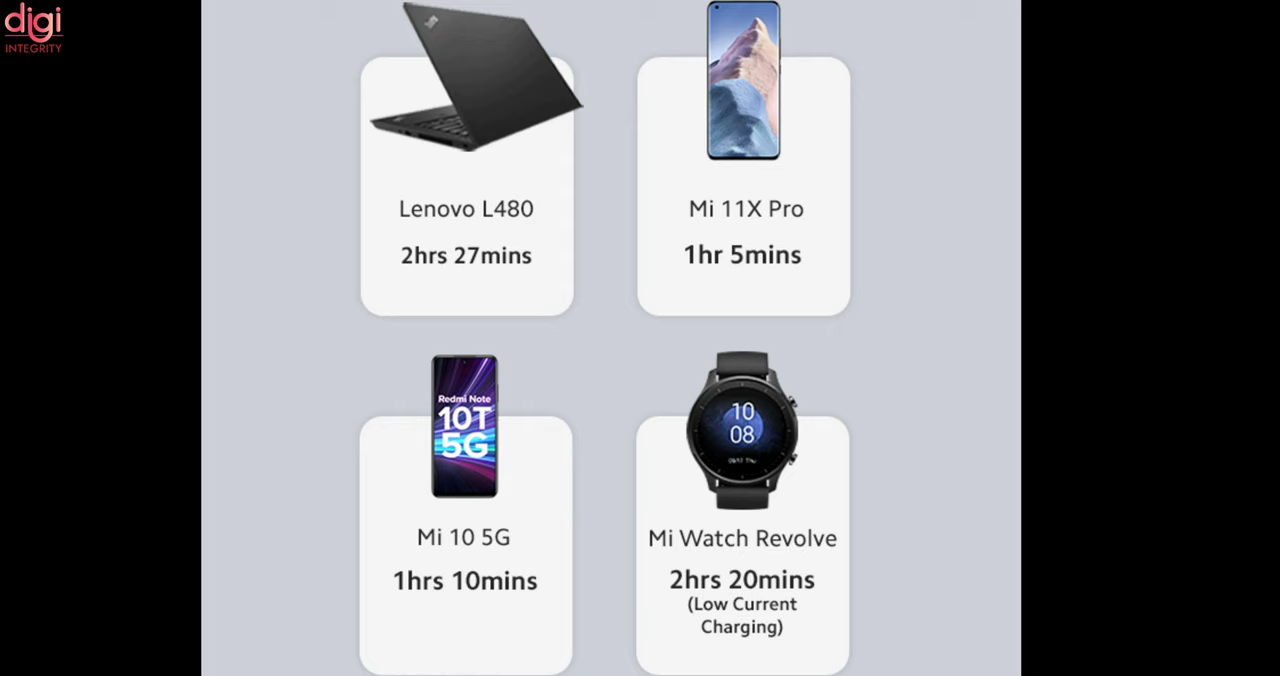 digi
INTEGRITY
Lenovo L480
2hrs 27mins
Mi 11X Pro
1hr 5mins
Redmi Note
10T
5G
Mi 10 5G
1hrs 10mins
10
08
Mi Watch Revolve
2hrs 20mins
(Low Current
Charging)